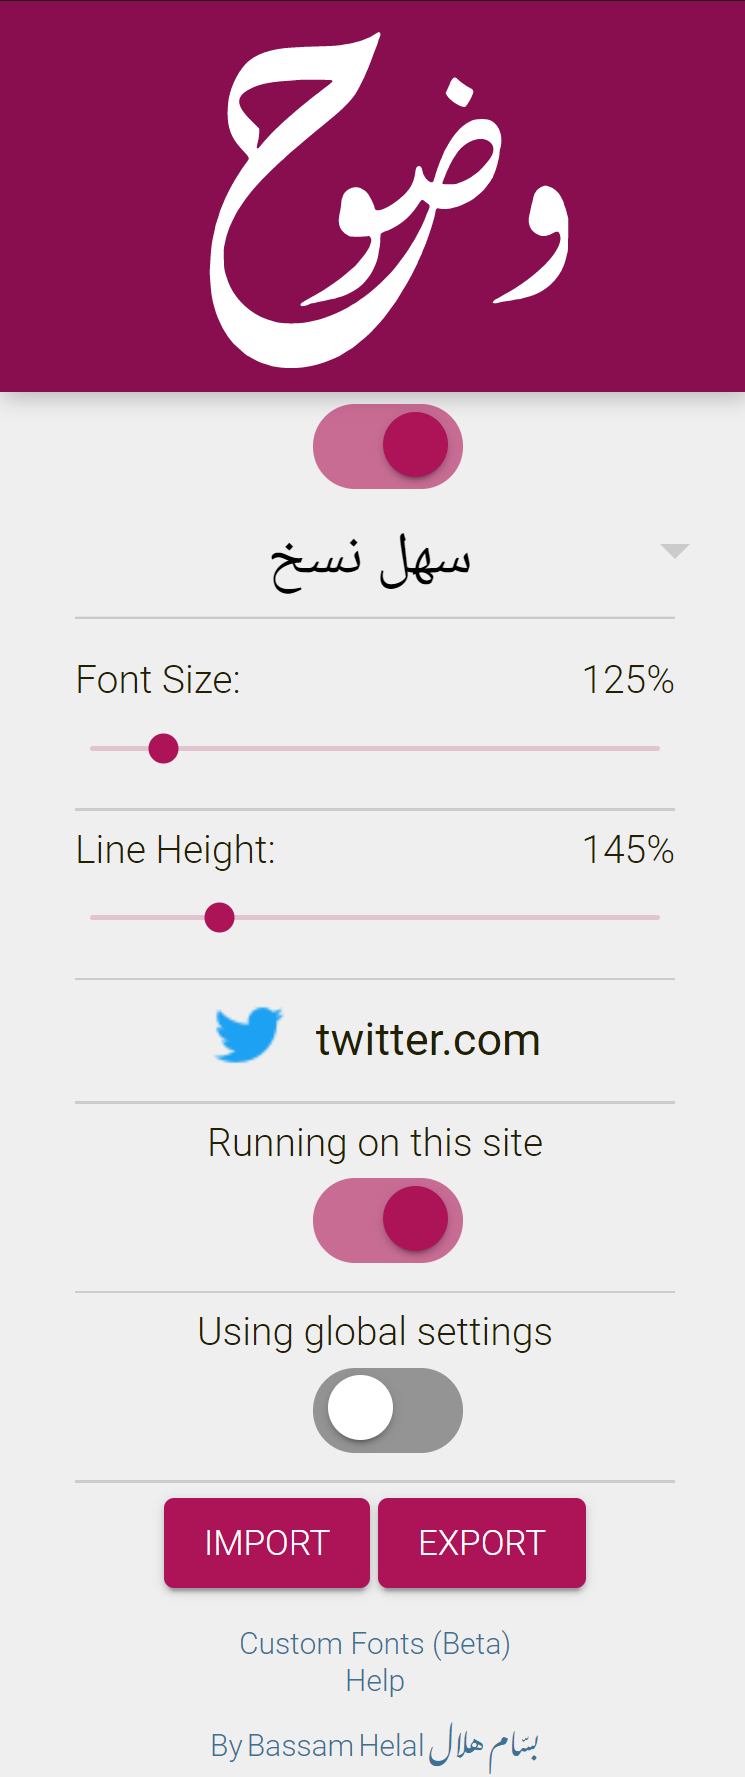 وضوح
سهل نسخ
Font Size: 125%
Line Height: 145%
twitter.com
Running on this site
Using global settings
IMPORT EXPORT
Custom Fonts (Beta)
Help
By Bassam Helal بسّام هلال